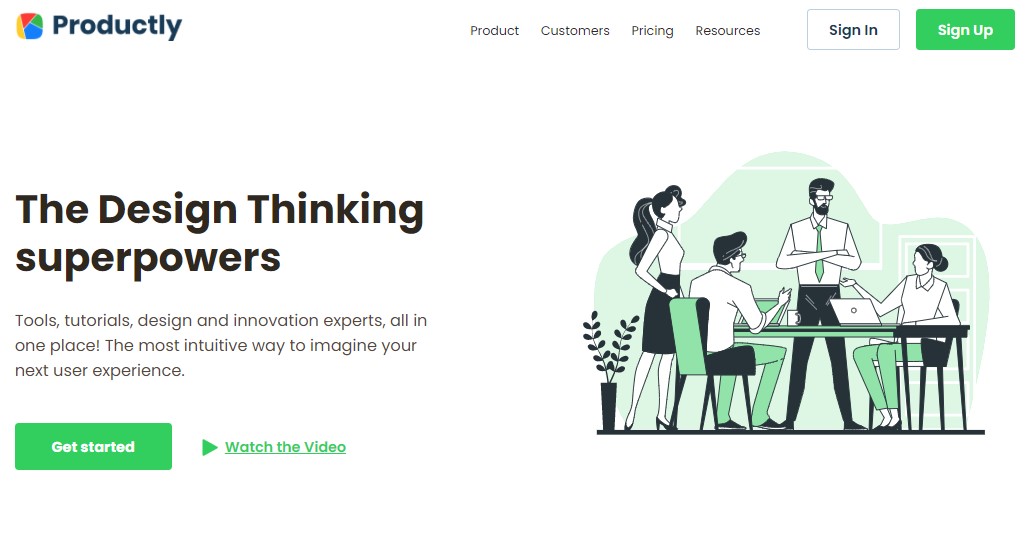 Productly
Product Customers Pricing Resources Sign In Sign Up
The Design Thinking
superpowers
Tools, tutorials, design and innovation experts, all in
one place! The most intuitive way to imagine your
next user experience.
Get started Watch the Video